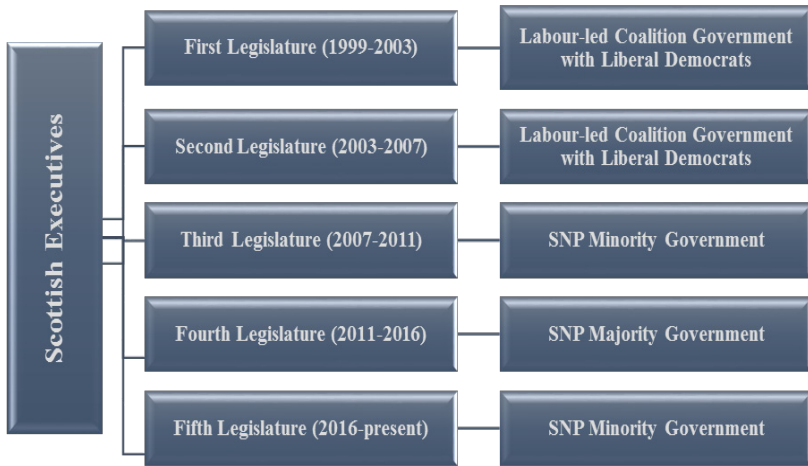 Scottish Executives
First Legislature (1999-2003)
Labour-led Coalition Government
with Liberal Democrats
Second Legislature (2003-2007)
Labour-led Coalition Government
with Liberal Democrats
Third Legislature (2007-2011)
SNP Minority Government
Fourth Legislature (2011-2016)
SNP Majority Government
Fifth Legislature (2016-present)
SNP Minority Government